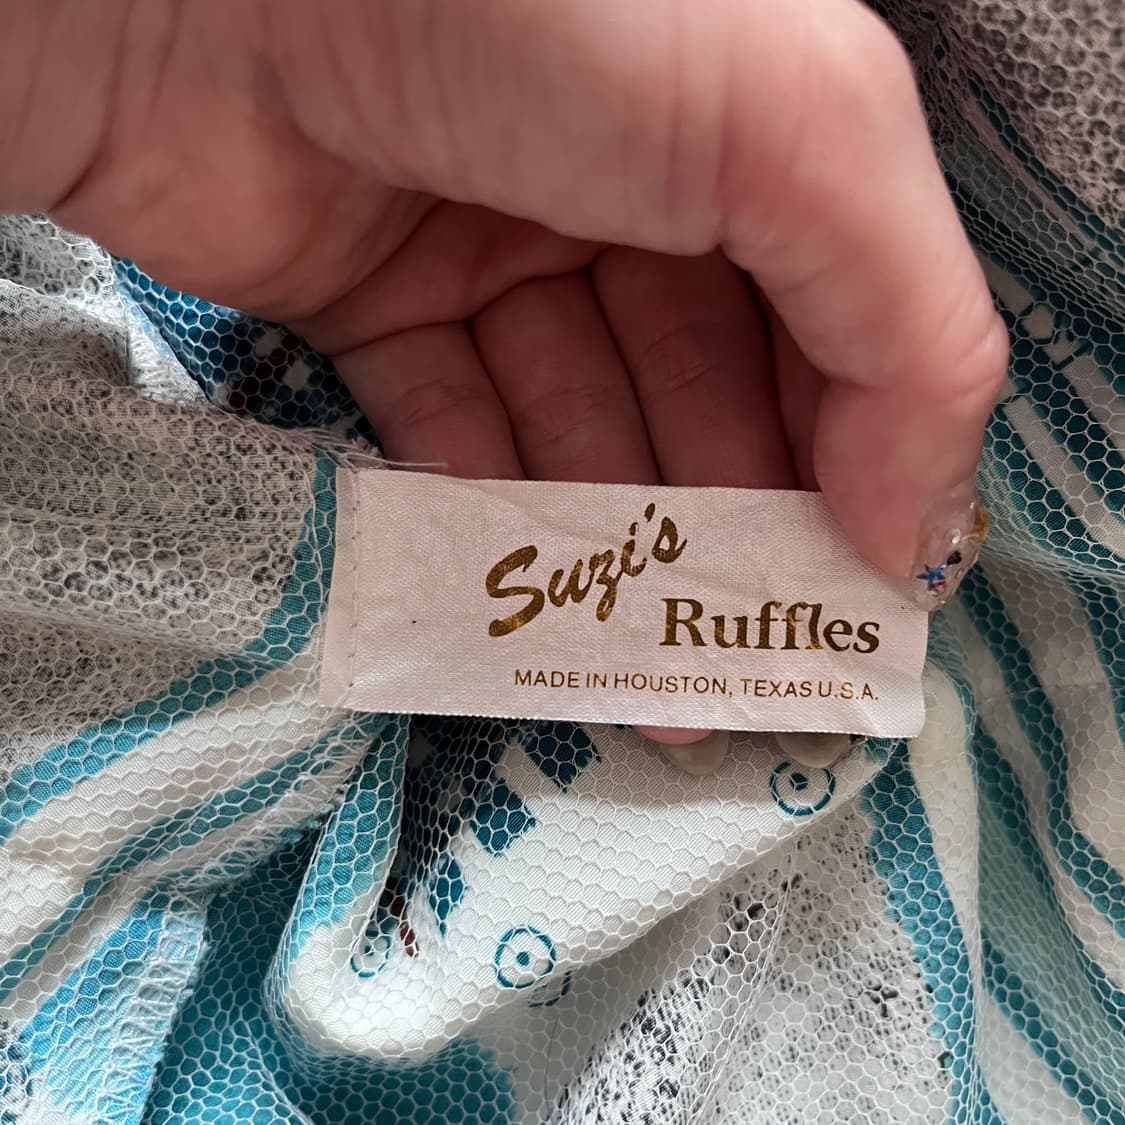 Suzi's
Ruffles
MADE IN HOUSTON, TEXAS U.S.A.